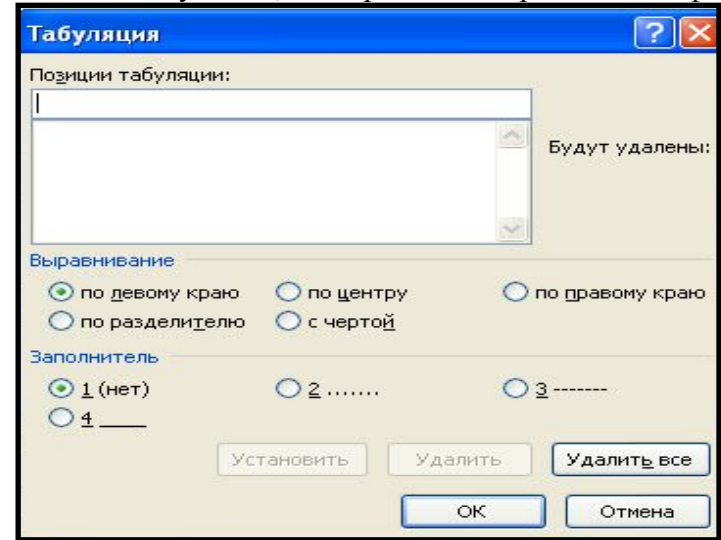 Табуляция
Позиции табуляции:
Будут удалены:
Выравнивание
по левому краю по центру по правому краю
по разделителю с чертой
Заполнитель
1 (нет) 2 ....... 3 -------
4 ____
Установить Удалить Удалить все
ОК Отмена